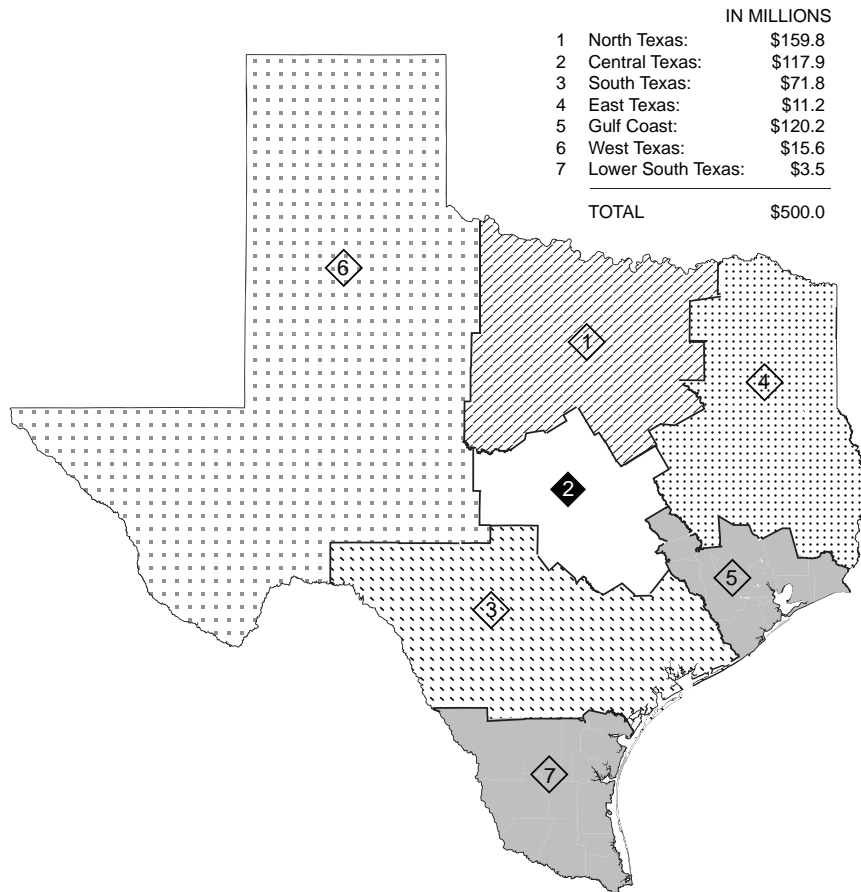 IN MILLIONS
1 North Texas: $159.8
2 Central Texas: $117.9
3 South Texas: $71.8
4 East Texas: $11.2
5 Gulf Coast: $120.2
6 West Texas: $15.6
7 Lower South Texas: $3.5
TOTAL $500.0
6
1
4
2
5
3
7